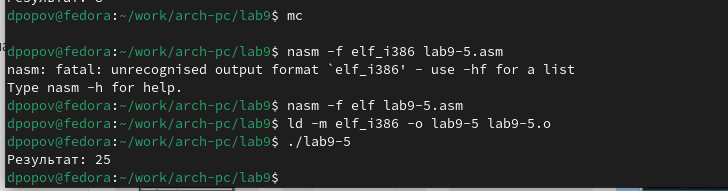 dpopov@fedora:~/work/arch-pc/lab9$ mc
dpopov@fedora:~/work/arch-pc/lab9$ nasm -f elf_i386 lab9-5.asm
nasm: fatal: unrecognised output format `elf_i386' - use -hf for a list
Type nasm -h for help.
dpopov@fedora:~/work/arch-pc/lab9$ nasm -f elf lab9-5.asm
dpopov@fedora:~/work/arch-pc/lab9$ ld -m elf_i386 -o lab9-5 lab9-5.o
dpopov@fedora:~/work/arch-pc/lab9$ ./lab9-5
Результат: 25
dpopov@fedora:~/work/arch-pc/lab9$